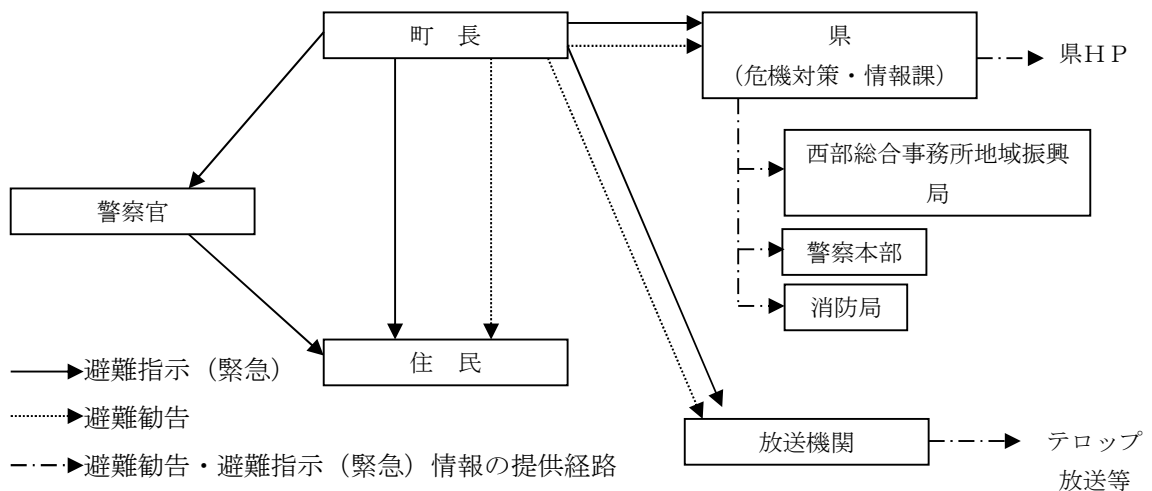 町　長
県
（危機対策・情報課）
県ＨＰ
西部総合事務所地域振興
局
警察官
警察本部
消防局
住　民
避難指示（緊急）
避難勧告
放送機関
テロップ
放送等
避難勧告・避難指示（緊急）情報の提供経路